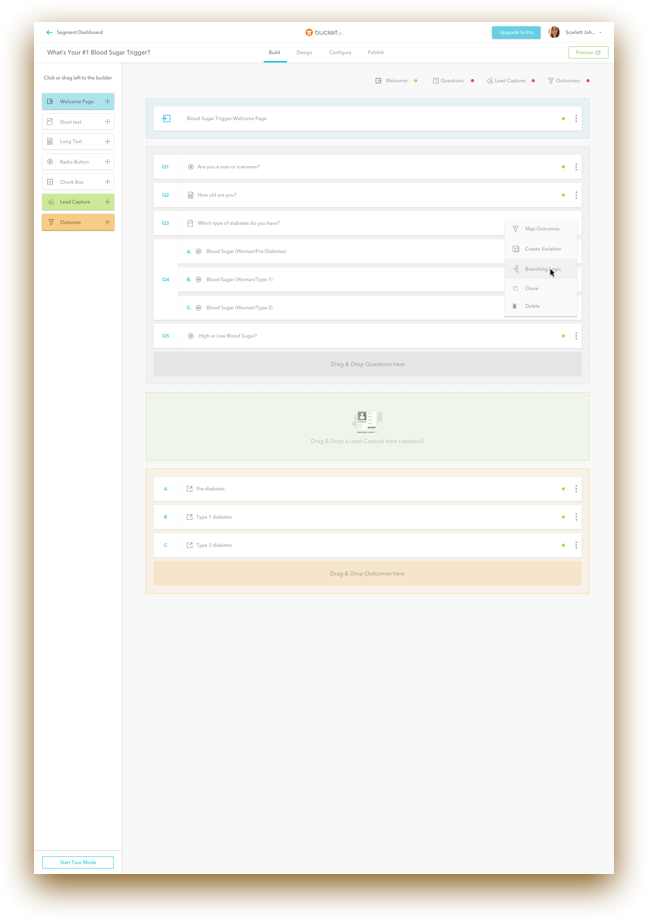 Segment Dashboard
bucket.io
Upgrade to Pro
Scarlett Joh...
What's Your #1 Blood Sugar Trigger?
Build
Design
Configure
Publish
Preview
Click or drag left to the builder
Welcome:
Questions:
Lead Capture:
Outcomes:
Welcome Page
Short text
Long Text
Radio Button
Check Box
Lead Capture
Outcome
Blood Sugar Trigger Welcome Page
Q1 Are you a man or a woman?
Q2 How old are you?
Q3 Which type of diabetes do you have?
Q4
A. Blood Sugar (Woman/Pre-Diabetes)
B. Blood Sugar (Woman/Type 1)
C. Blood Sugar (Woman/Type 2)
Q5 High or Low Blood Sugar?
Map Outcomes
Create Variation
Branching Logic
Clone
Delete
Drag & Drop Questions here
Drag & Drop a Lead Capture here (optional)
A Pre-diabetes
B Type 1 diabetes
C Type 2 diabetes
Drag & Drop Outcomes here
Start Tour Mode